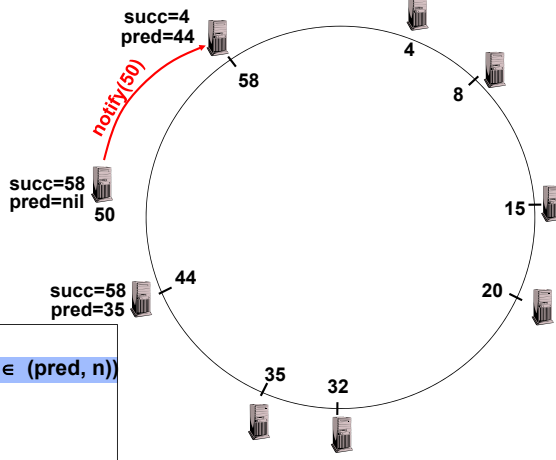 succ=4
pred=44
4
58
8
notify(50)
succ=58
pred=nil
50
15
44
20
succ=58
pred=35
∈ (pred, n))
35
32